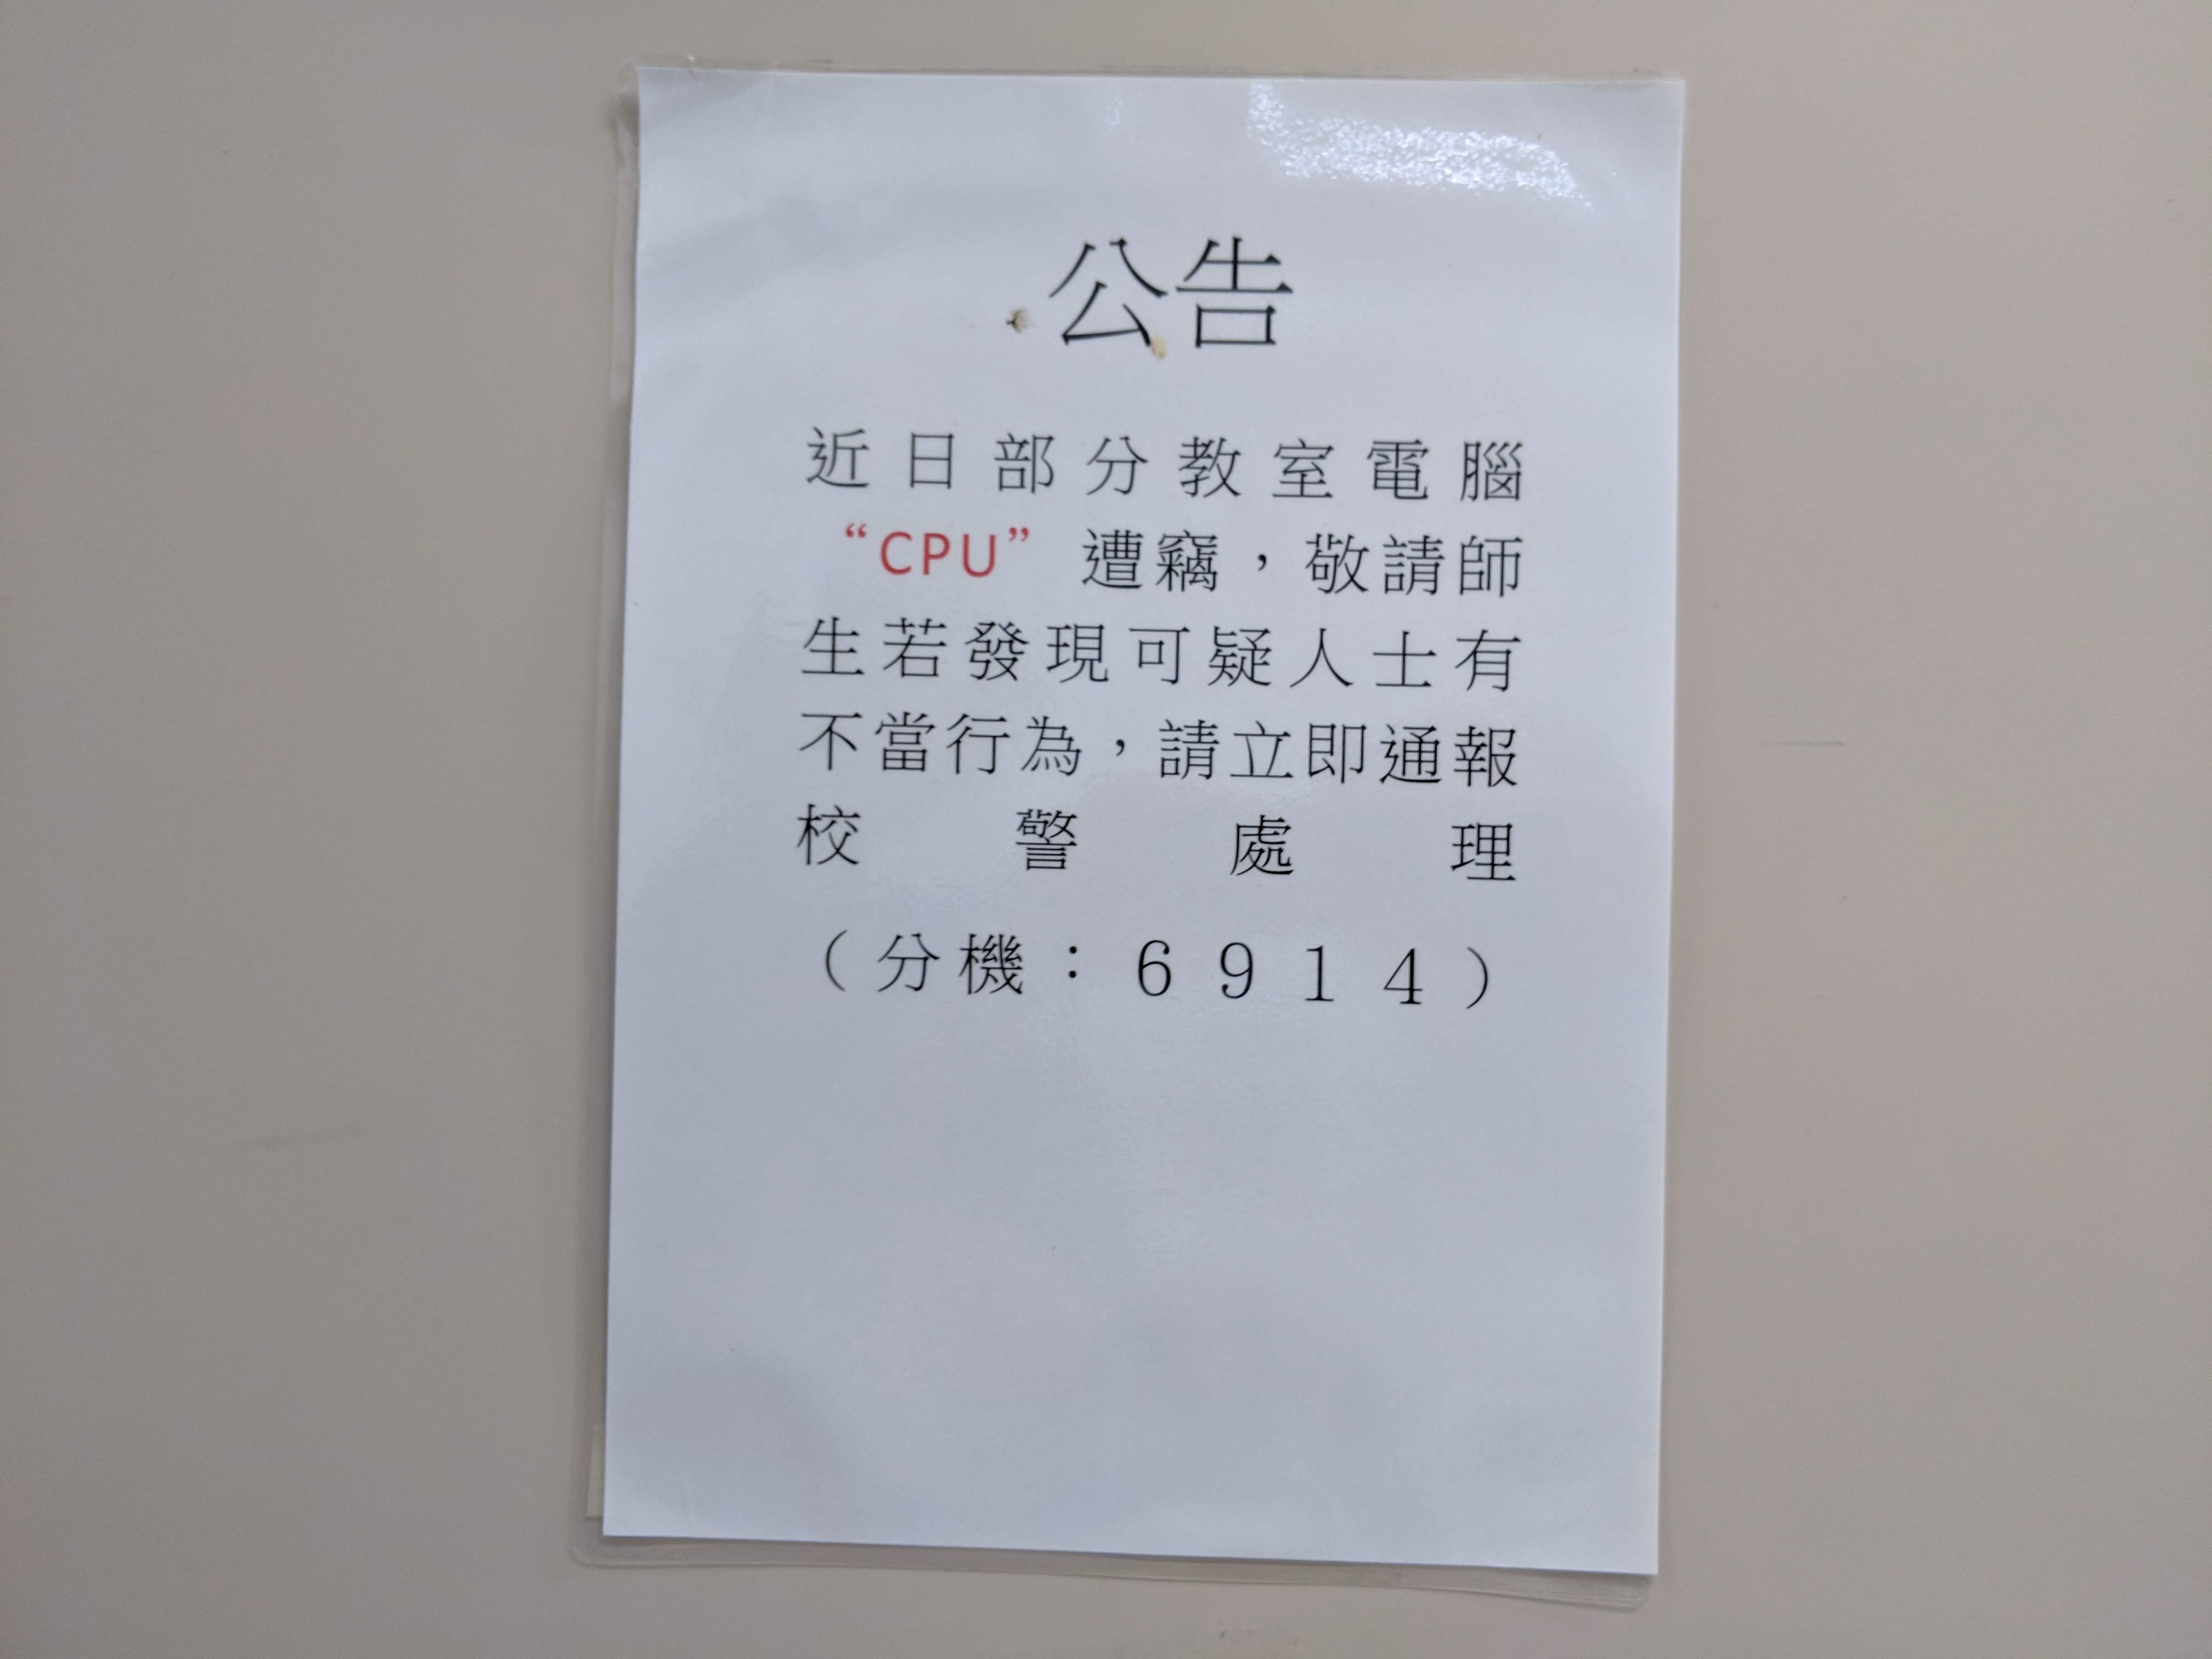 公告
近日部分教室電腦
“CPU”遭竊，敬請師
生若發現可疑人士有
不當行為，請立即通報
校警處理
（分機：6914）